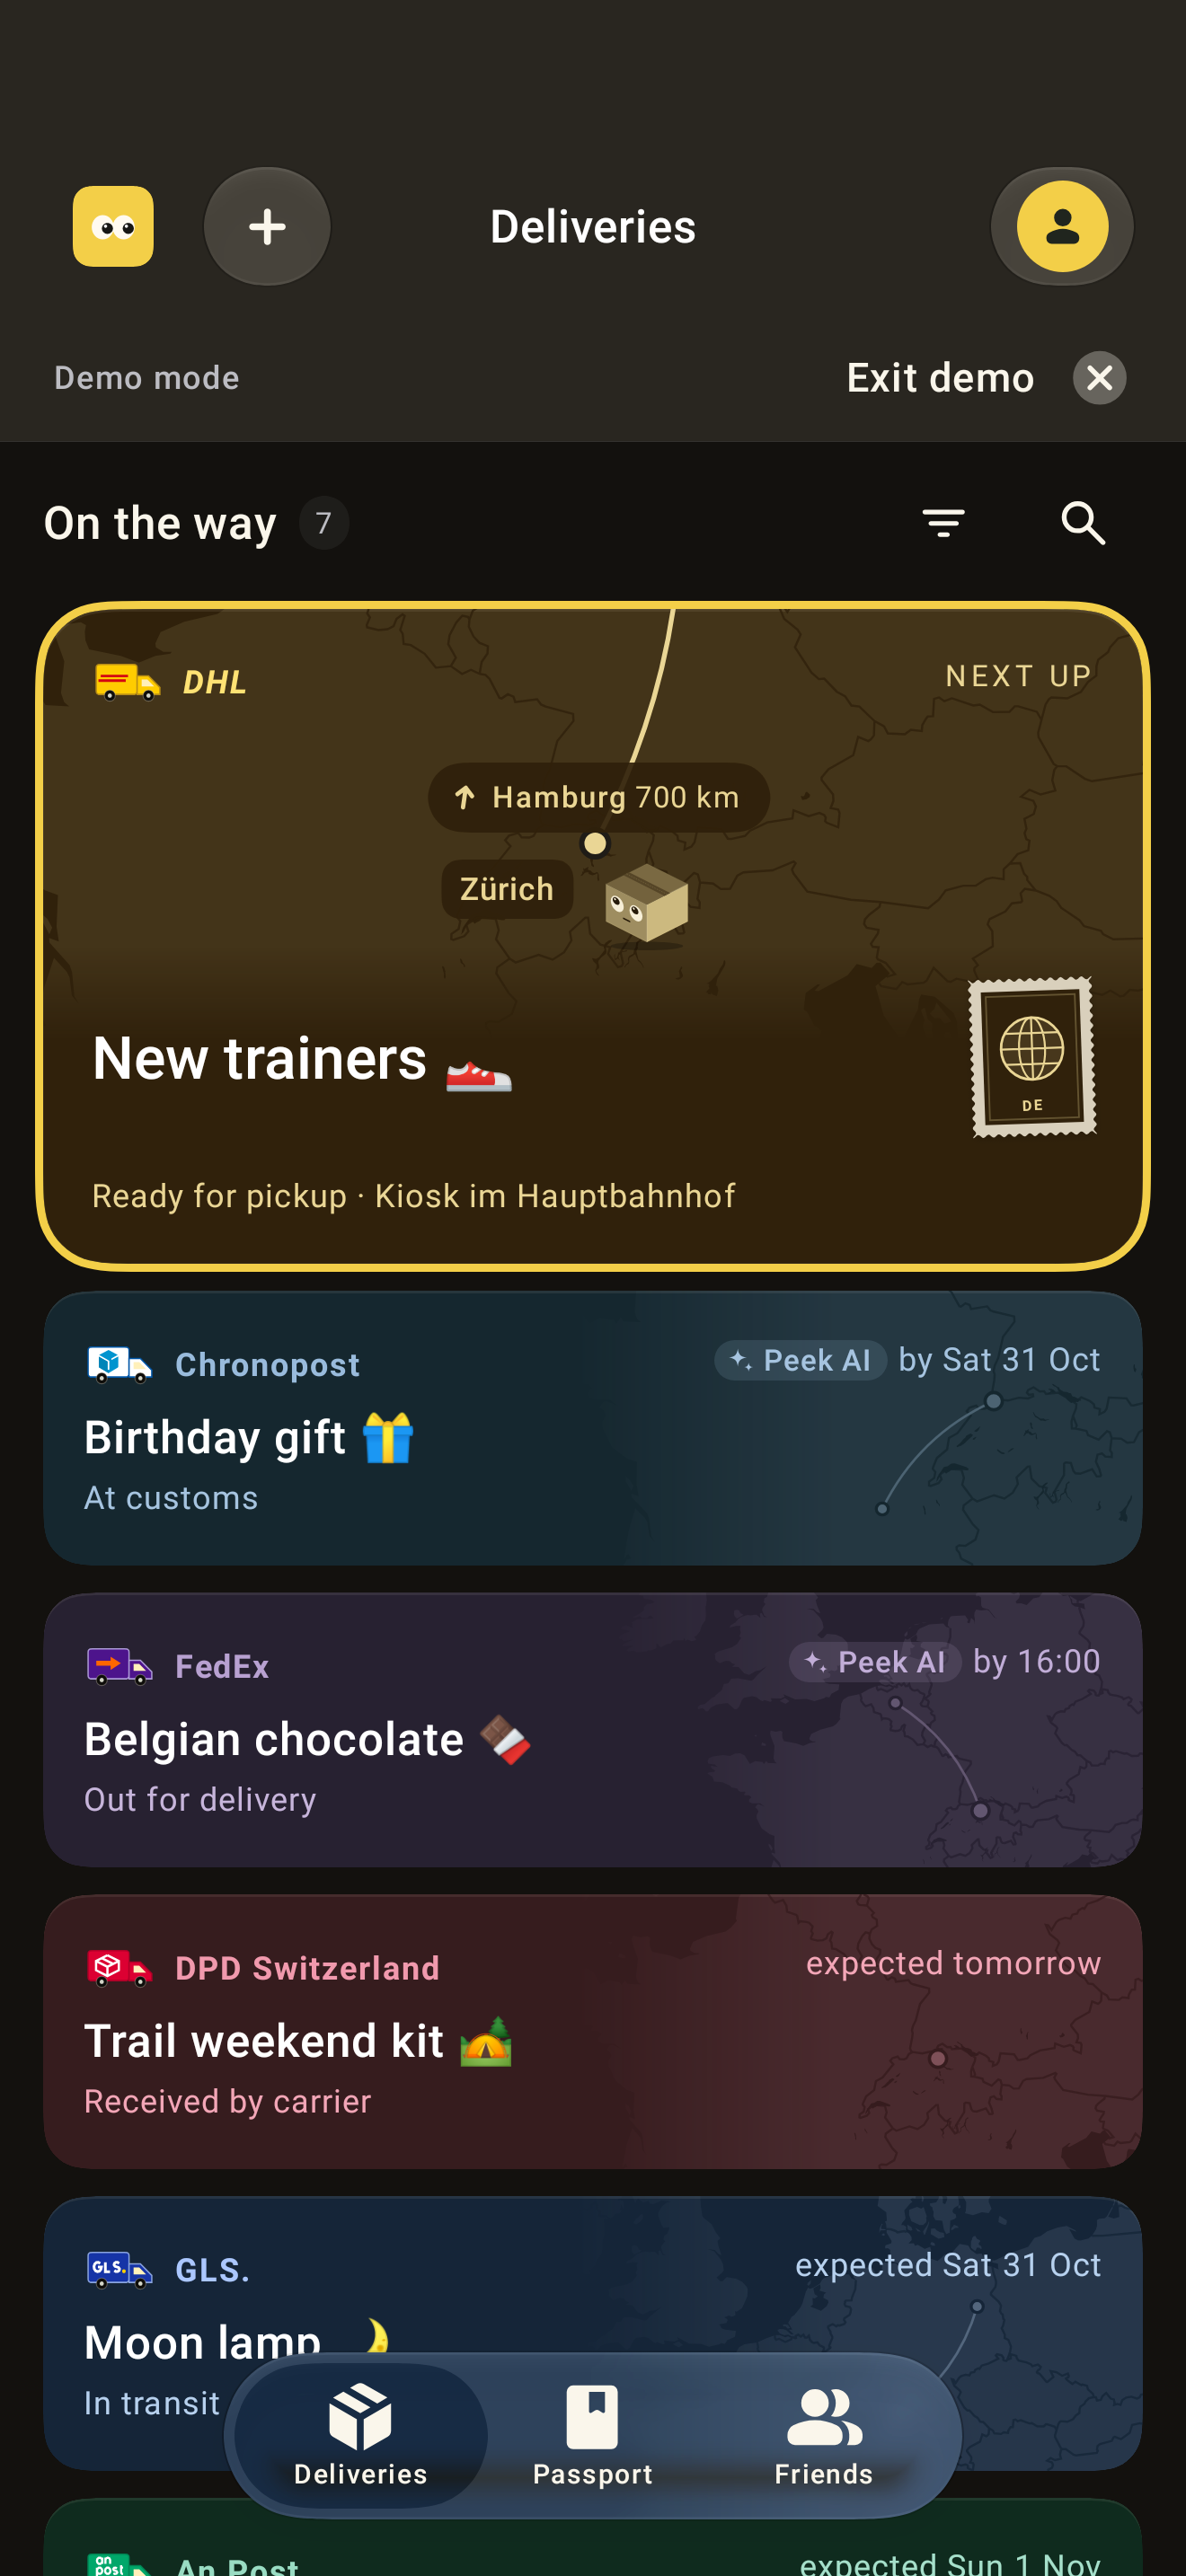 Deliveries
Demo mode
Exit demo
On the way 7
DHL
NEXT UP
Hamburg 700 km
Zürich
New trainers
DE
Ready for pickup · Kiosk im Hauptbahnhof
Chronopost
Peek AI by Sat 31 Oct
Birthday gift
At customs
FedEx
Peek AI by 16:00
Belgian chocolate
Out for delivery
DPD Switzerland
expected tomorrow
Trail weekend kit
Received by carrier
GLS.
GLS.
expected Sat 31 Oct
Moon lamp
In transit
Deliveries
Passport
Friends
an post
An Post
expected Sun 1 Nov